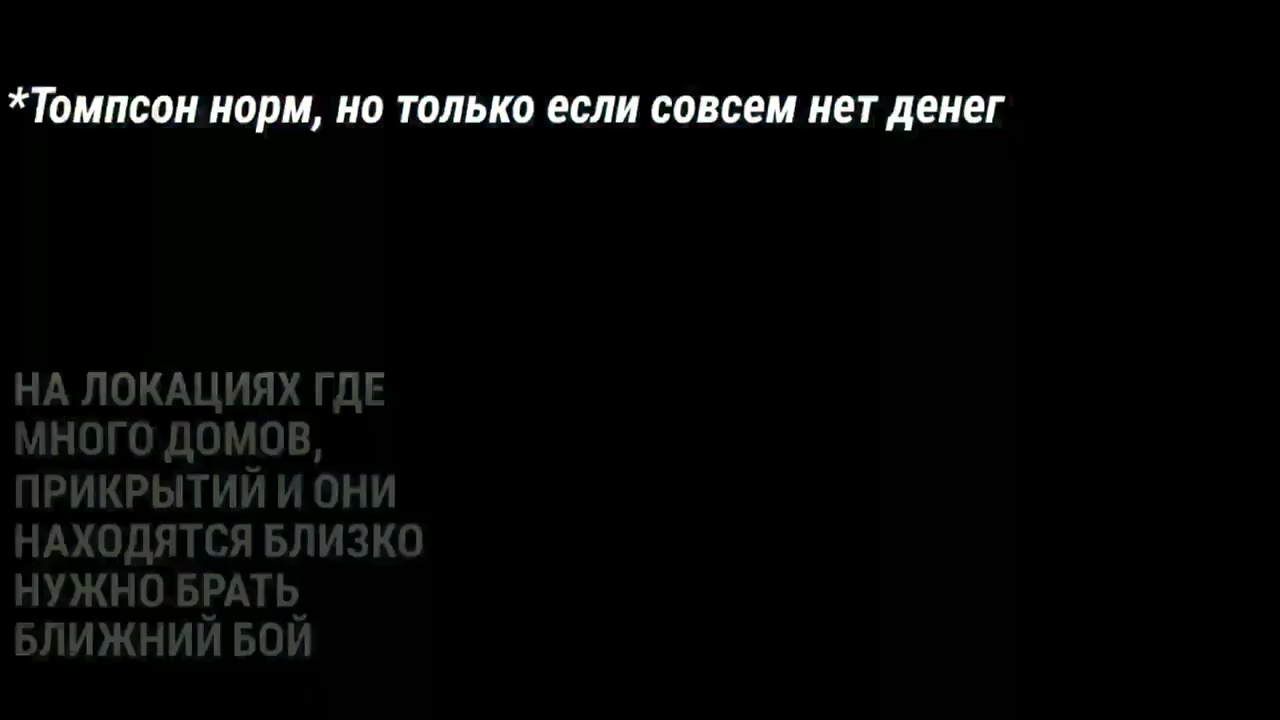 *Томпсон норм, но только если совсем нет денег
НА ЛОКАЦИЯХ ГДЕ
МНОГО ДОМОВ,
ПРИКРЫТИЙ И ОНИ
НАХОДЯТСЯ БЛИЗКО
НУЖНО БРАТЬ
БЛИЖНИЙ БОЙ